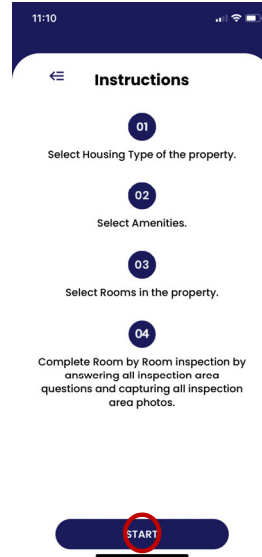 11:10
Instructions
01
Select Housing Type of the property.
02
Select Amenities.
03
Select Rooms in the property.
04
Complete Room by Room inspection by
answering all inspection area
questions and capturing all inspection
area photos.
START